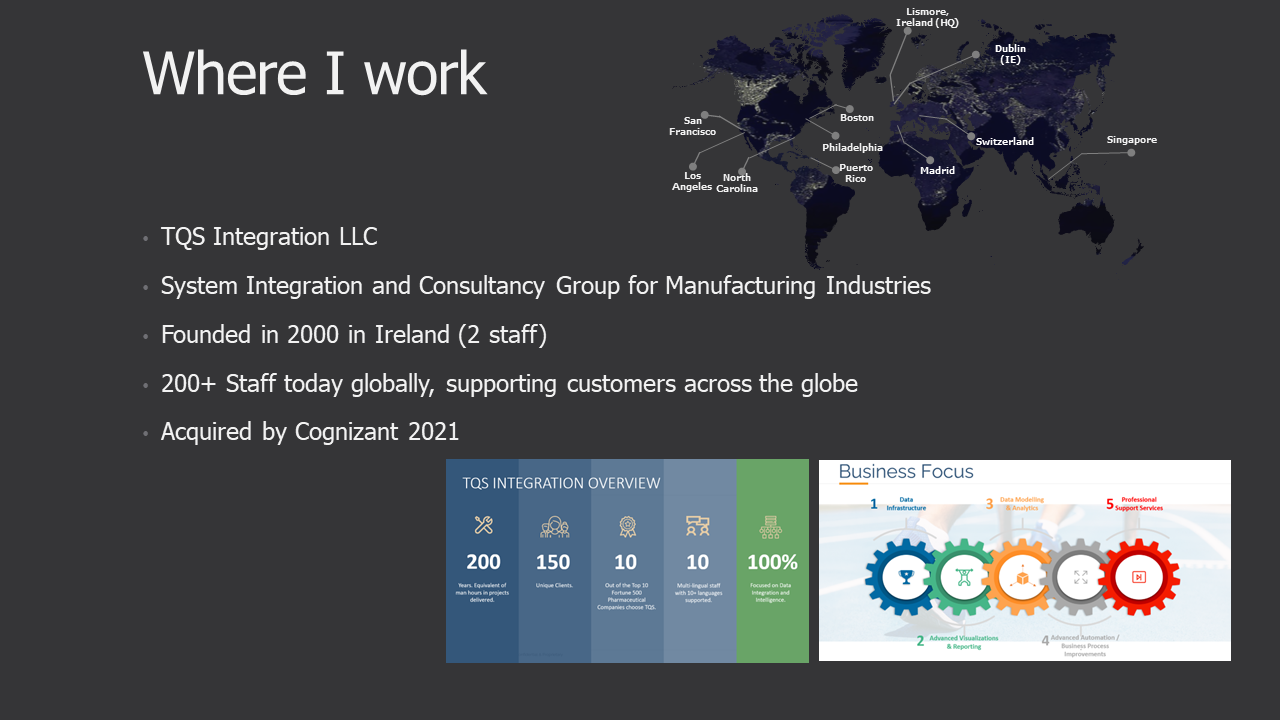 Where I work
Lismore,
Ireland (HQ)
Dublin
(IE)
San
Francisco
Boston
Philadelphia
Switzerland
Singapore
Los
Angeles
North
Carolina
Puerto
Rico
Madrid
• TQS Integration LLC
• System Integration and Consultancy Group for Manufacturing Industries
• Founded in 2000 in Ireland (2 staff)
• 200+ Staff today globally, supporting customers across the globe
• Acquired by Cognizant 2021
TQS INTEGRATION OVERVIEW
200
Years. Equivalent of
man hours in projects
delivered.
150
Unique Clients.
10
Out of the Top 10
Fortune 500
Pharmaceutical
Companies choose TQS.
10
Multi-lingual staff
with 10+ languages
supported.
100%
Focused on Data
Integration and
Intelligence.
Business Focus
1 Data
Infrastructure
3 Data Modelling
& Analytics
5 Professional
Support Services
2 Advanced Visualizations
& Reporting
4 Advanced Automation /
Business Process
Improvements